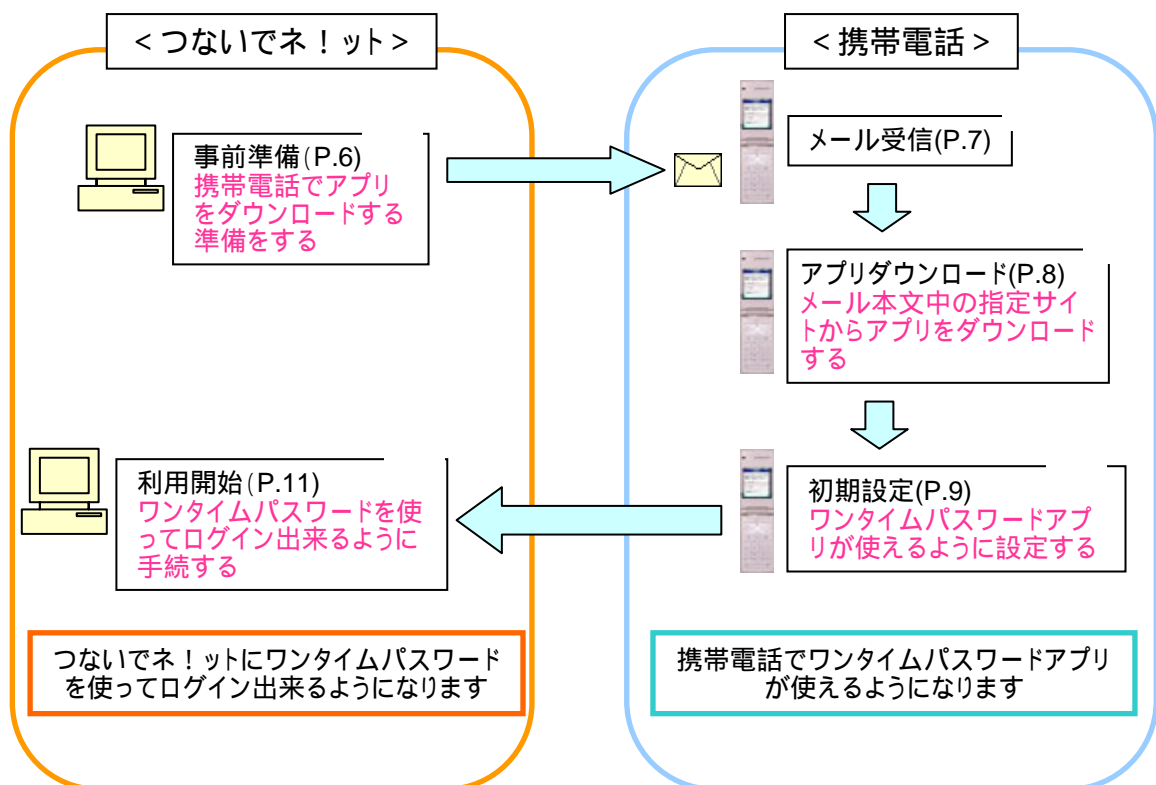 <つないでネ！ット>
<携帯電話>
事前準備(P.6)
携帯電話でアプリ
をダウンロードする
準備をする
メール受信(P.7)
アプリダウンロード(P.8)
メール本文中の指定サイ
トからアプリをダウンロード
する
初期設定(P.9)
ワンタイムパスワードアプ
リが使えるように設定する
利用開始(P.11)
ワンタイムパスワードを使
ってログイン出来るように
手続する
つないでネ！ットにワンタイムパスワード
を使ってログイン出来るようになります
携帯電話でワンタイムパスワードアプリ
が使えるようになります